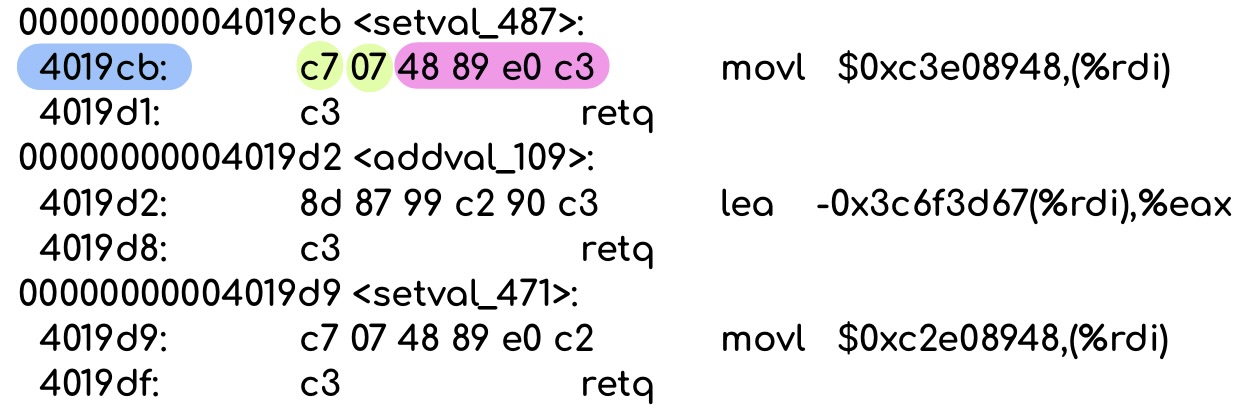 00000000004019cb <setval_487>:
4019cb: c7 07 48 89 e0 c3 movl $0xc3e08948,(%rdi)
4019d1: c3 retq
00000000004019d2 <addval_109>:
4019d2: 8d 87 99 c2 90 c3 lea -0x3c6f3d67(%rdi),%eax
4019d8: c3 retq
00000000004019d9 <setval_471>:
4019d9: c7 07 48 89 e0 c2 movl $0xc2e08948,(%rdi)
4019df: c3 retq